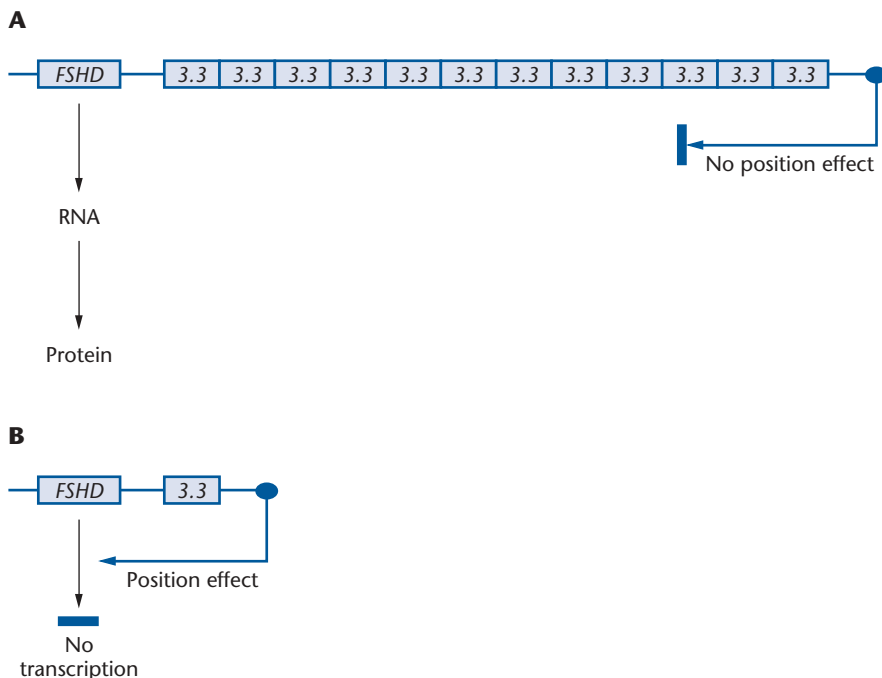 A
FSHD 3.3 3.3 3.3 3.3 3.3 3.3 3.3 3.3 3.3 3.3 3.3 3.3
No position effect
RNA
Protein
B
FSHD 3.3
Position effect
No
transcription